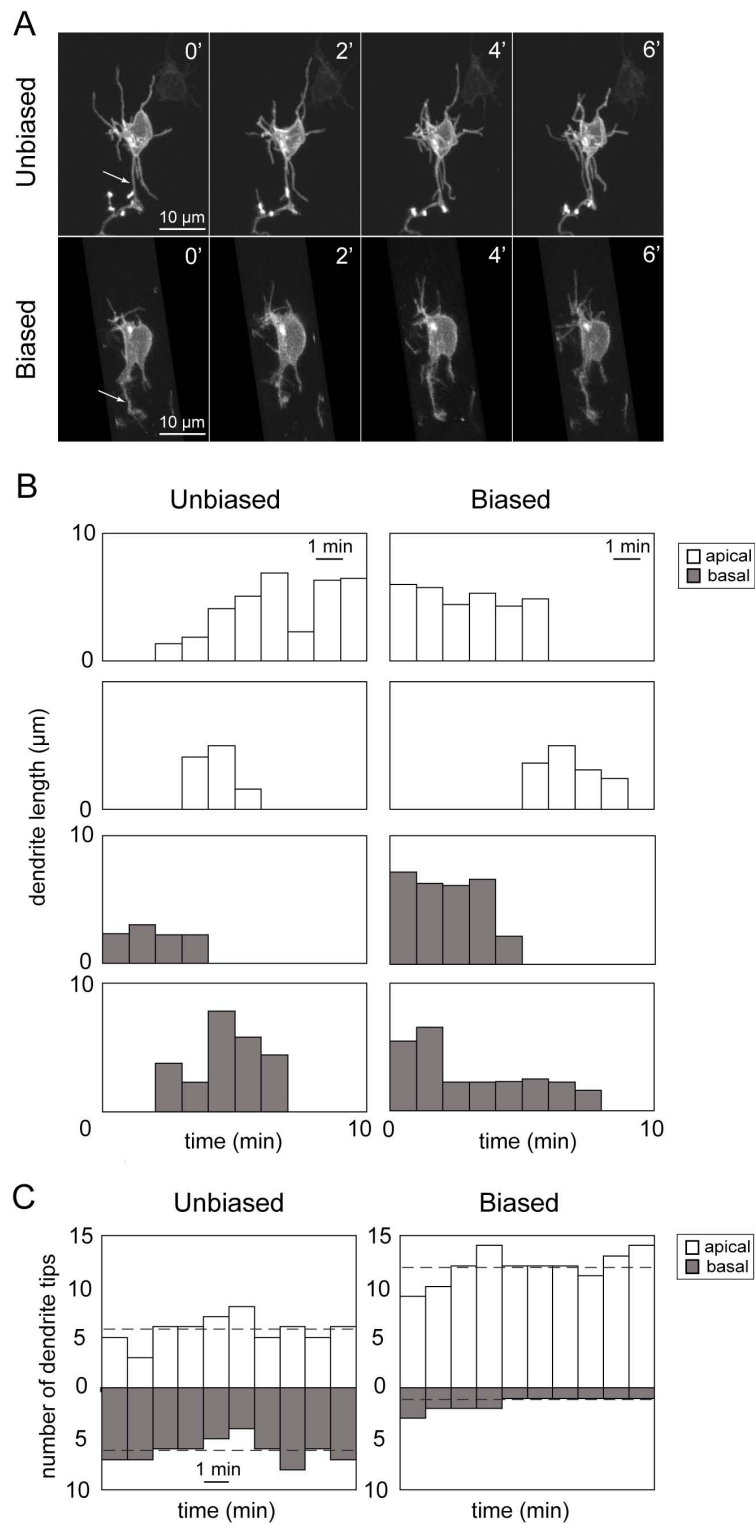 A
Unbiased
0’ 2’ 4’ 6’
10 µm
Biased
0’ 2’ 4’ 6’
10 µm
B
Unbiased Biased
10
1 min 1 min
apical
basal
0
0
10
0
10
0 10 0 10
dendrite length (µm)
time (min) time (min)
C
Unbiased Biased
15 15
apical
basal
10 10
5 5
0 0
5 5
10 10
number of dendrite tips
1 min
time (min) time (min)